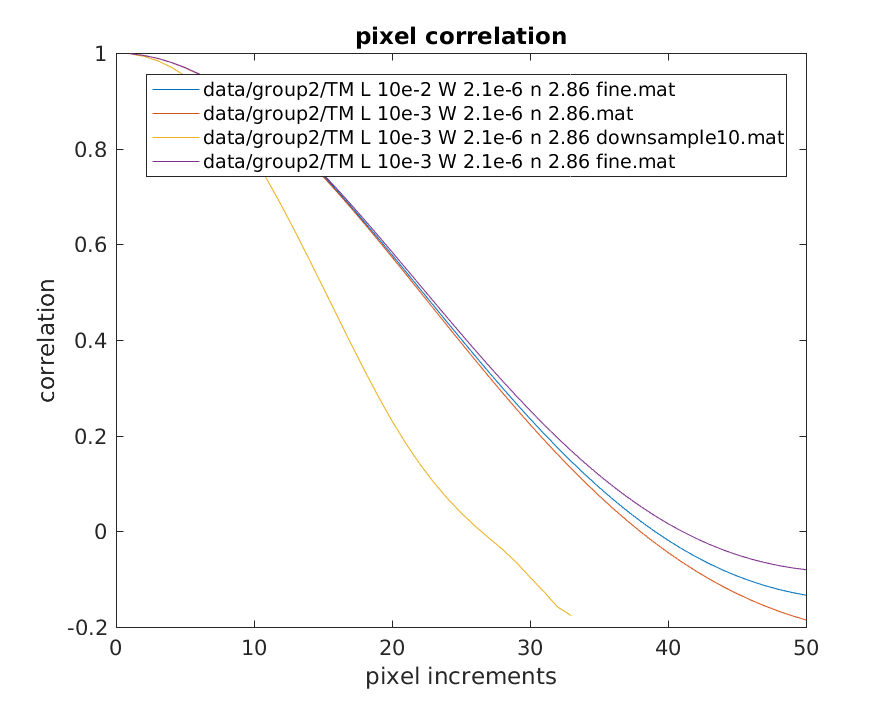 pixel correlation
1
0.8
0.6
0.4
0.2
0
-0.2
correlation
data/group2/TM L 10e-2 W 2.1e-6 n 2.86 fine.mat
data/group2/TM L 10e-3 W 2.1e-6 n 2.86.mat
data/group2/TM L 10e-3 W 2.1e-6 n 2.86 downsample10.mat
data/group2/TM L 10e-3 W 2.1e-6 n 2.86 fine.mat
0 10 20 30 40 50
pixel increments